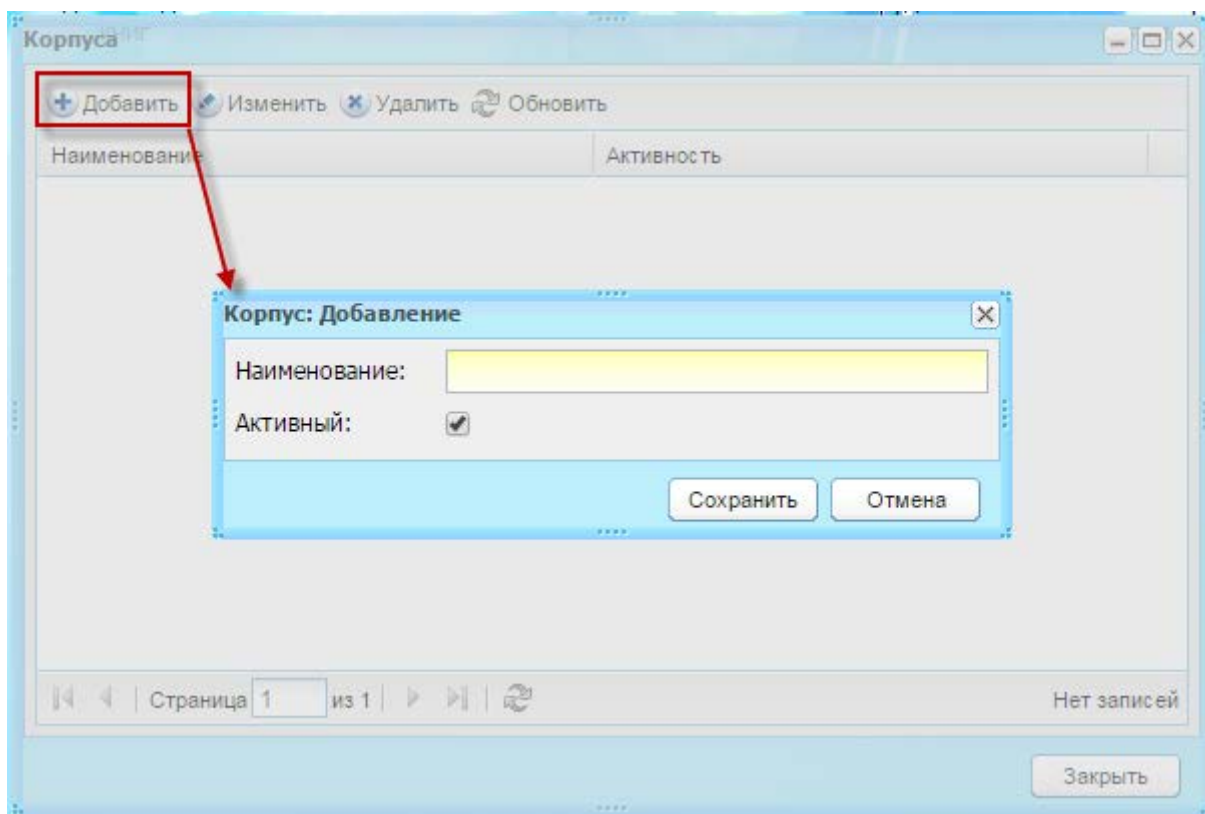 Корпуса
Добавить Изменить Удалить Обновить
Наименование Активность
Корпус: Добавление
Наименование:
Активный:
Сохранить Отмена
Страница 1 из 1 Нет записей
Закрыть